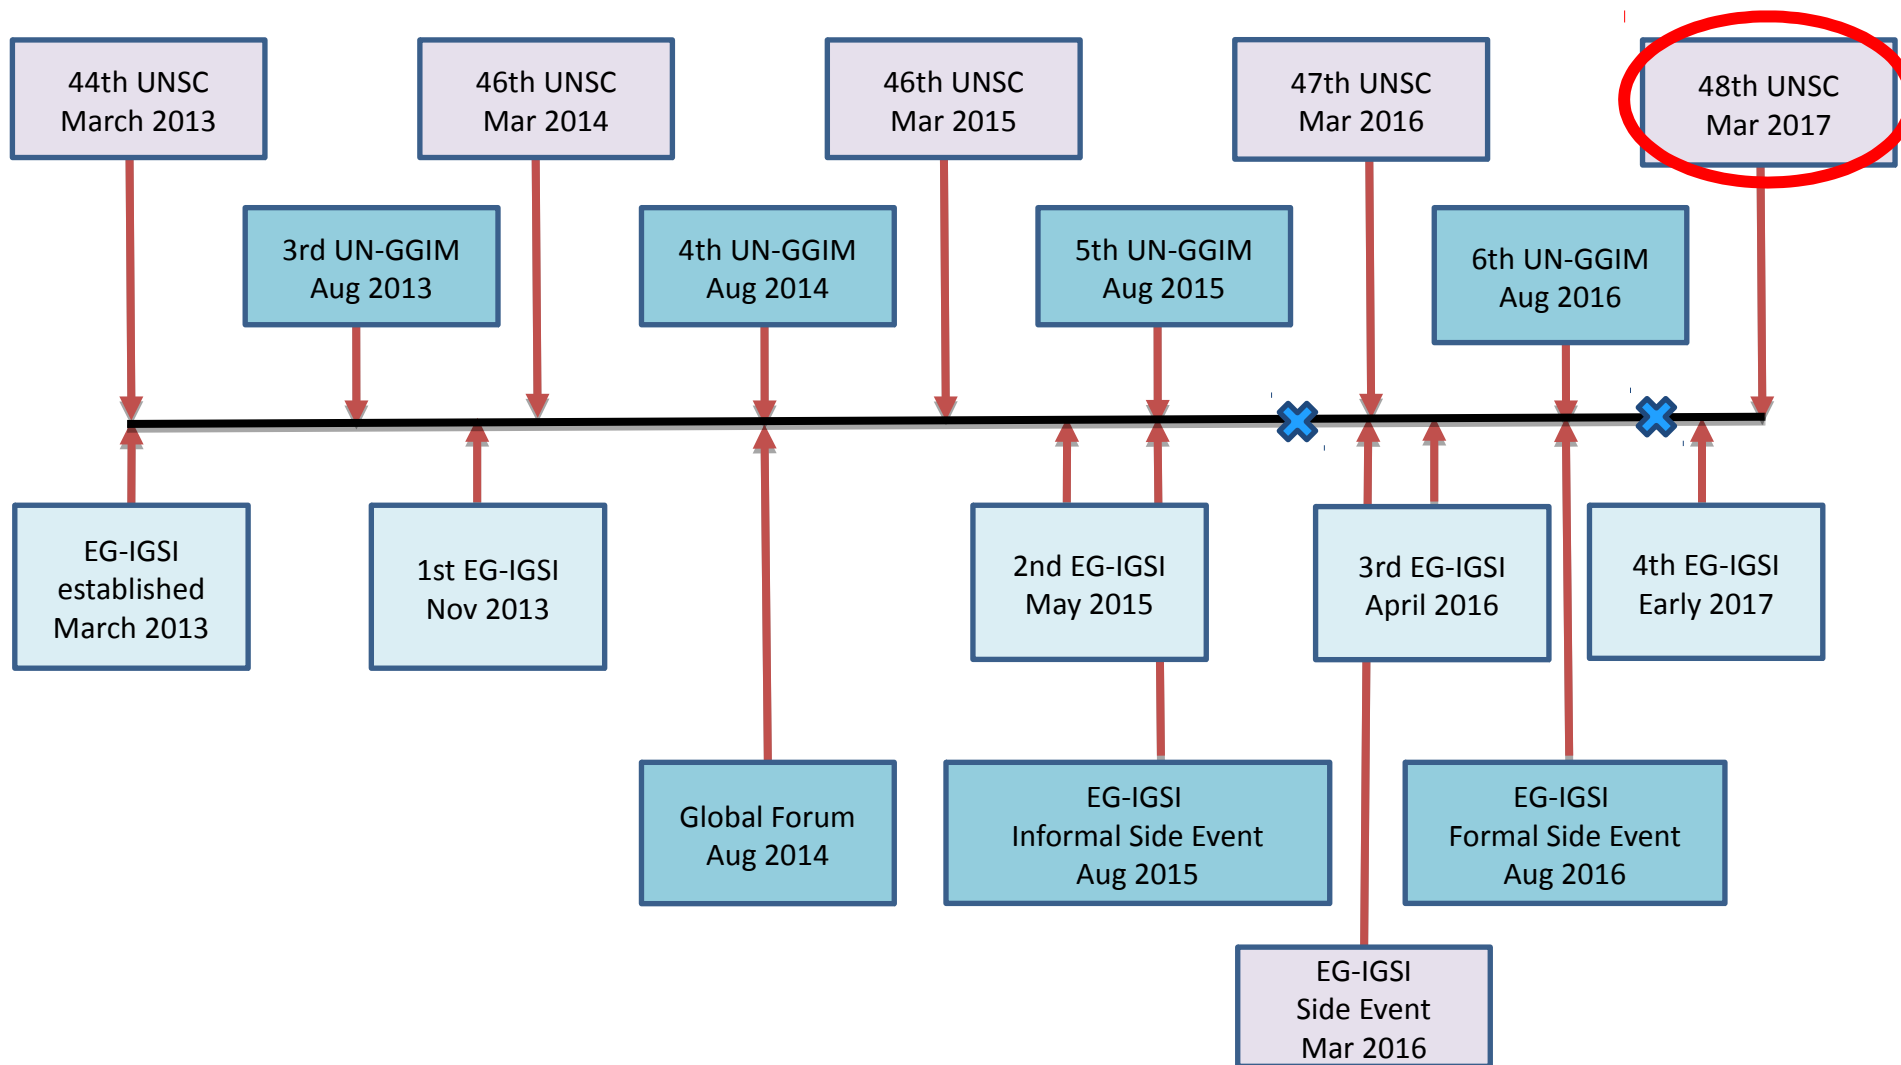 44th UNSC
March 2013
46th UNSC
Mar 2014
46th UNSC
Mar 2015
47th UNSC
Mar 2016
48th UNSC
Mar 2017
3rd UN-GGIM
Aug 2013
4th UN-GGIM
Aug 2014
5th UN-GGIM
Aug 2015
6th UN-GGIM
Aug 2016
EG-IGSI
established
March 2013
1st EG-IGSI
Nov 2013
2nd EG-IGSI
May 2015
3rd EG-IGSI
April 2016
4th EG-IGSI
Early 2017
Global Forum
Aug 2014
EG-IGSI
Informal Side Event
Aug 2015
EG-IGSI
Formal Side Event
Aug 2016
EG-IGSI
Side Event
Mar 2016